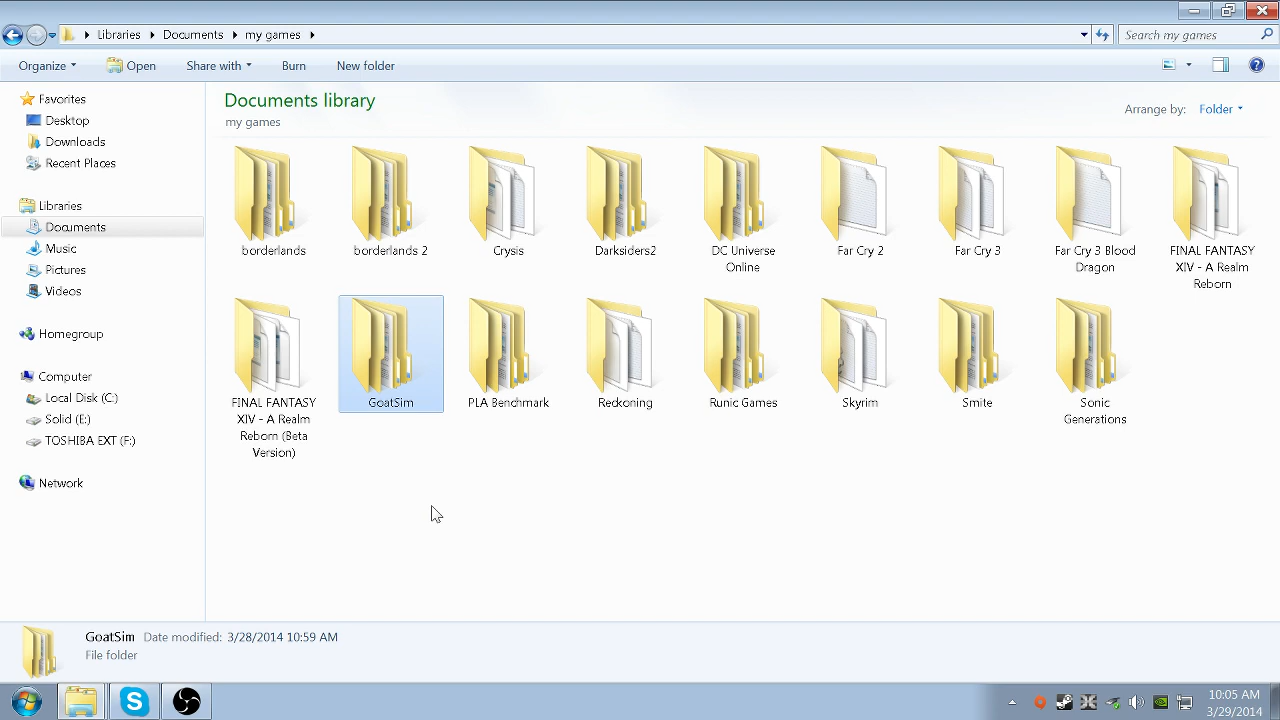 Libraries Documents my games
Search my games
Organize Open Share with Burn New folder
Favorites
Desktop
Downloads
Recent Places
Libraries
Documents
Music
Pictures
Videos
Homegroup
Computer
Local Disk (C:)
Solid (E:)
TOSHIBA EXT (F:)
Network
Documents library
my games
Arrange by: Folder
borderlands
borderlands 2
Crysis
Darksiders2
DC Universe
Online
Far Cry 2
Far Cry 3
Far Cry 3 Blood
Dragon
FINAL FANTASY
XIV - A Realm
Reborn
FINAL FANTASY
XIV - A Realm
Reborn (Beta
Version)
GoatSim
PLA Benchmark
Reckoning
Runic Games
Skyrim
Smite
Sonic
Generations
GoatSim Date modified: 3/28/2014 10:59 AM
File folder
10:05 AM
3/29/2014